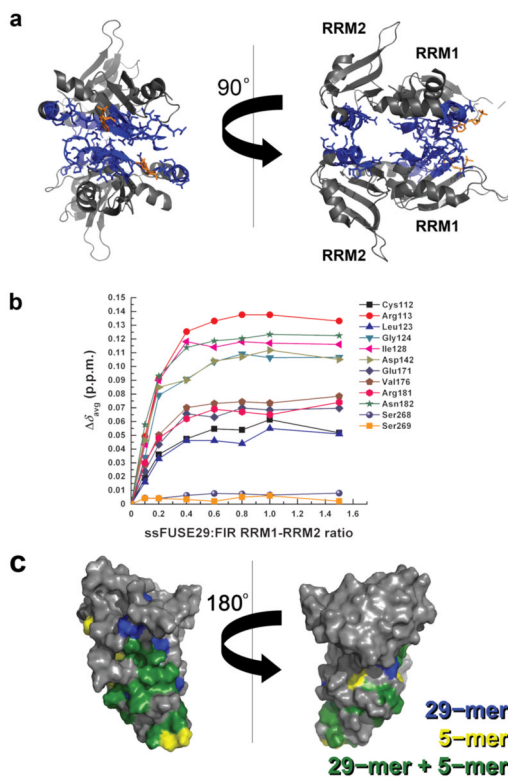 a
RRM2
RRM1
90°
RRM2
RRM1
b
0.15
0.14
0.13
0.12
0.11
0.10
0.09
0.08
0.07
0.06
0.05
0.04
0.03
0.02
0.01
0.00
Δδavg (p.p.m.)
0.0 0.2 0.4 0.6 0.8 1.0 1.2 1.4 1.6
ssFUSE29:FIR RRM1-RRM2 ratio
Cys112
Arg113
Leu123
Gly124
Ile128
Asp142
Glu171
Val176
Arg181
Asn182
Ser268
Ser269
c
180°
29-mer
5-mer
29-mer + 5-mer